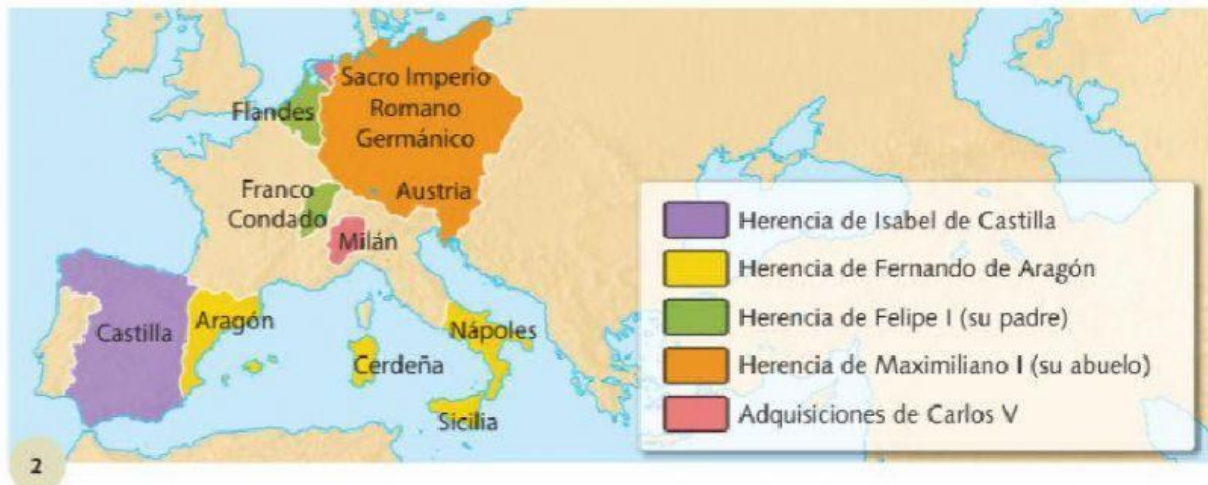 Sacro Imperio
Romano
Germánico
Flandes
Franco
Condado
Austria
Milán
Castilla
Aragón
Nápoles
Cerdeña
Sicilia
Herencia de Isabel de Castilla
Herencia de Fernando de Aragón
Herencia de Felipe I (su padre)
Herencia de Maximiliano I (su abuelo)
Adquisiciones de Carlos V
2